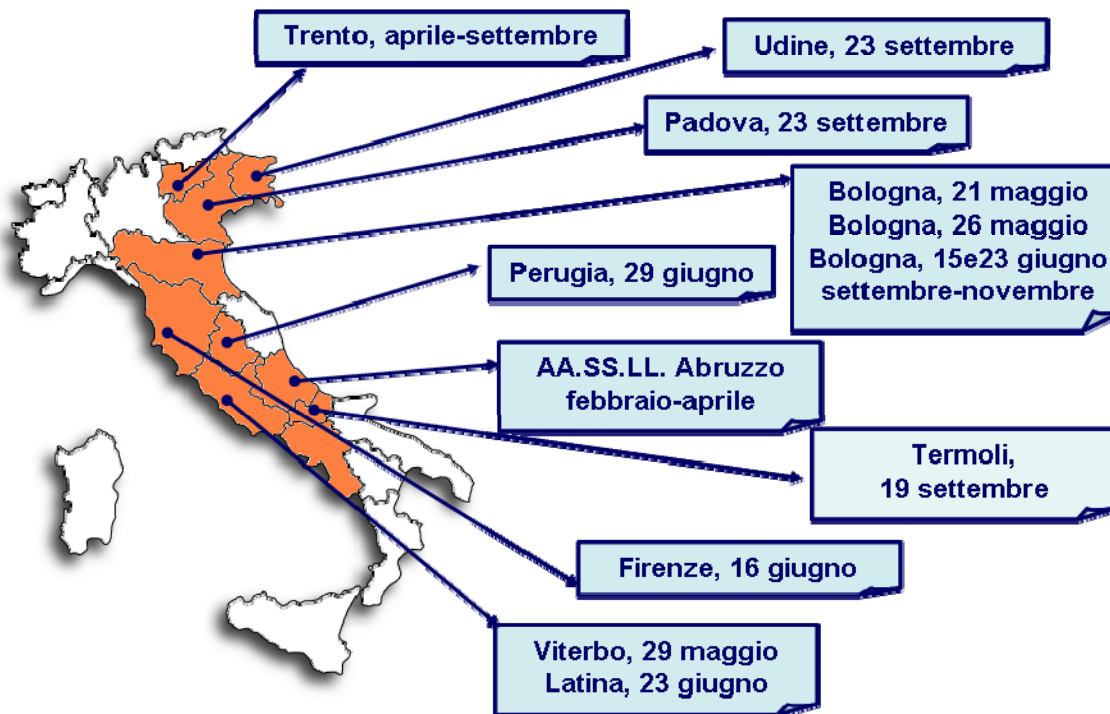 Trento, aprile-settembre
Udine, 23 settembre
Padova, 23 settembre
Bologna, 21 maggio
Bologna, 26 maggio
Bologna, 15e23 giugno
settembre-novembre
Perugia, 29 giugno
AA.SS.LL. Abruzzo
febbraio-aprile
Termoli,
19 settembre
Firenze, 16 giugno
Viterbo, 29 maggio
Latina, 23 giugno